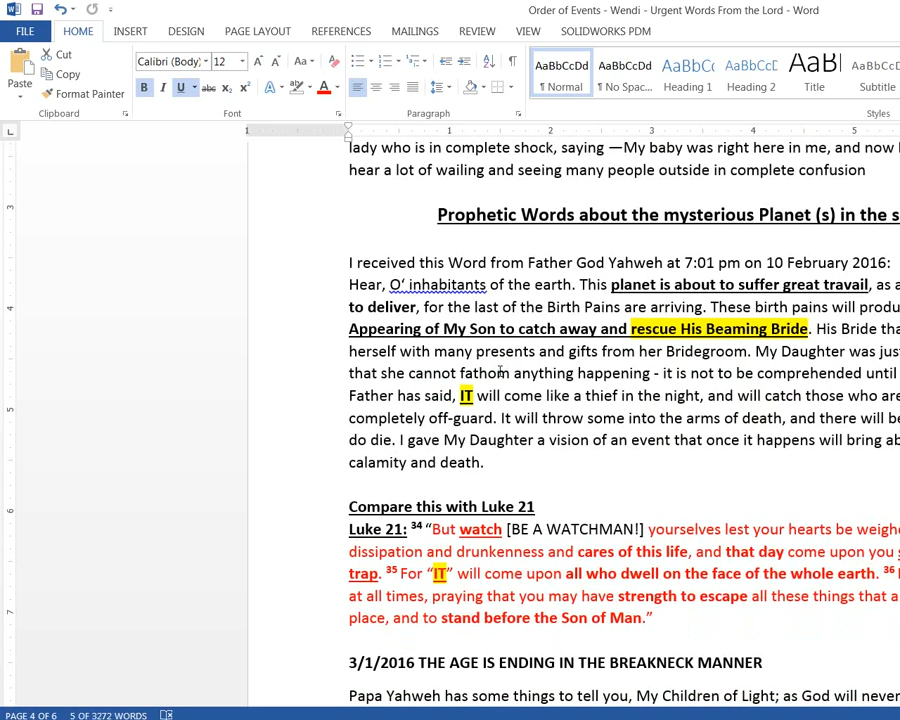 Order of Events - Wendi - Urgent Words From the Lord - Word
FILE HOME INSERT DESIGN PAGE LAYOUT REFERENCES MAILINGS REVIEW VIEW SOLIDWORKS PDM
Paste Cut Copy Format Painter
Calibri (Body) 12
B I U abc x₂ x²
AaBbCcDd AaBbCcDd AaBbCc AaBbCcD AaBl AaBbCcD
¶ Normal ¶ No Spac... Heading 1 Heading 2 Title Subtitle
Clipboard Font Paragraph Styles
1 1 2 3 4 5
lady who is in complete shock, saying —My baby was right here in me, and now I
hear a lot of wailing and seeing many people outside in complete confusion
Prophetic Words about the mysterious Planet (s) in the s
I received this Word from Father God Yahweh at 7:01 pm on 10 February 2016:
Hear, O‘ inhabitants of the earth. This planet is about to suffer great travail, as a
to deliver, for the last of the Birth Pains are arriving. These birth pains will produ
Appearing of My Son to catch away and rescue His Beaming Bride. His Bride tha
herself with many presents and gifts from her Bridegroom. My Daughter was jus
that she cannot fathom anything happening - it is not to be comprehended until
Father has said, IT will come like a thief in the night, and will catch those who are
completely off-guard. It will throw some into the arms of death, and there will be
do die. I gave My Daughter a vision of an event that once it happens will bring ab
calamity and death.
Compare this with Luke 21
Luke 21: 34 “But watch [BE A WATCHMAN!] yourselves lest your hearts be weighe
dissipation and drunkenness and cares of this life, and that day come upon you
trap. 35 For “IT” will come upon all who dwell on the face of the whole earth. 36
at all times, praying that you may have strength to escape all these things that a
place, and to stand before the Son of Man.”
3/1/2016 THE AGE IS ENDING IN THE BREAKNECK MANNER
Papa Yahweh has some things to tell you, My Children of Light; as God will never
PAGE 4 OF 6 5 OF 3272 WORDS